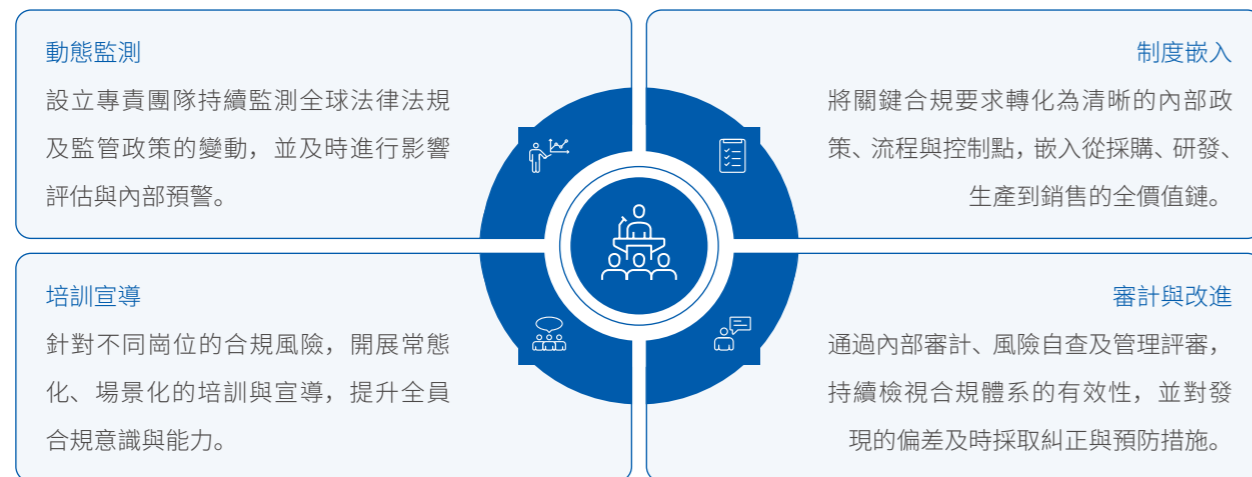 動態監測
設立專責團隊持續監測全球法律法規
及監管政策的變動，並及時進行影響
評估與內部預警。
制度嵌入
將關鍵合規要求轉化為清晰的內部政
策、流程與控制點，嵌入從採購、研發、
生產到銷售的全價值鏈。
培訓宣導
針對不同崗位的合規風險，開展常態
化、場景化的培訓與宣導，提升全員
合規意識與能力。
審計與改進
通過內部審計、風險自查及管理評審，
持續檢視合規體系的有效性，並對發
現的偏差及時採取糾正與預防措施。